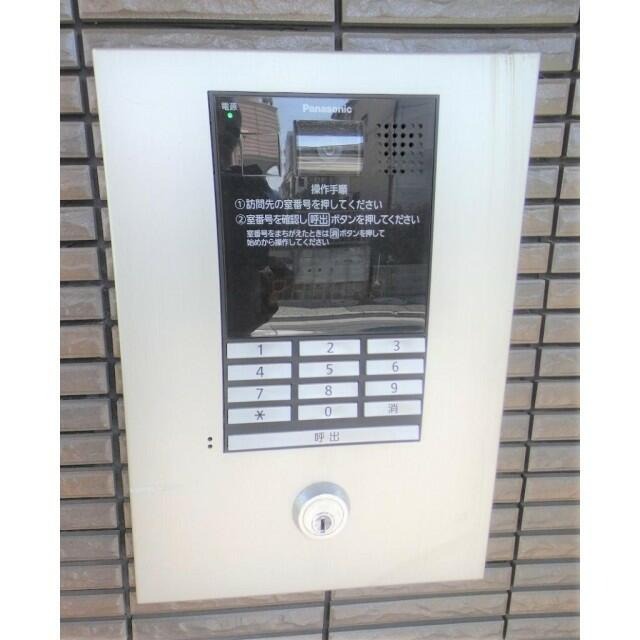 電源
Panasonic
操作手順
①訪問先の室番号を押してください
②室番号を確認し呼出ボタンを押してください
室番号をまちがえたときは消ボタンを押して
始めから操作してください
1 2 3
4 5 6
7 8 9
* 0 消
呼出